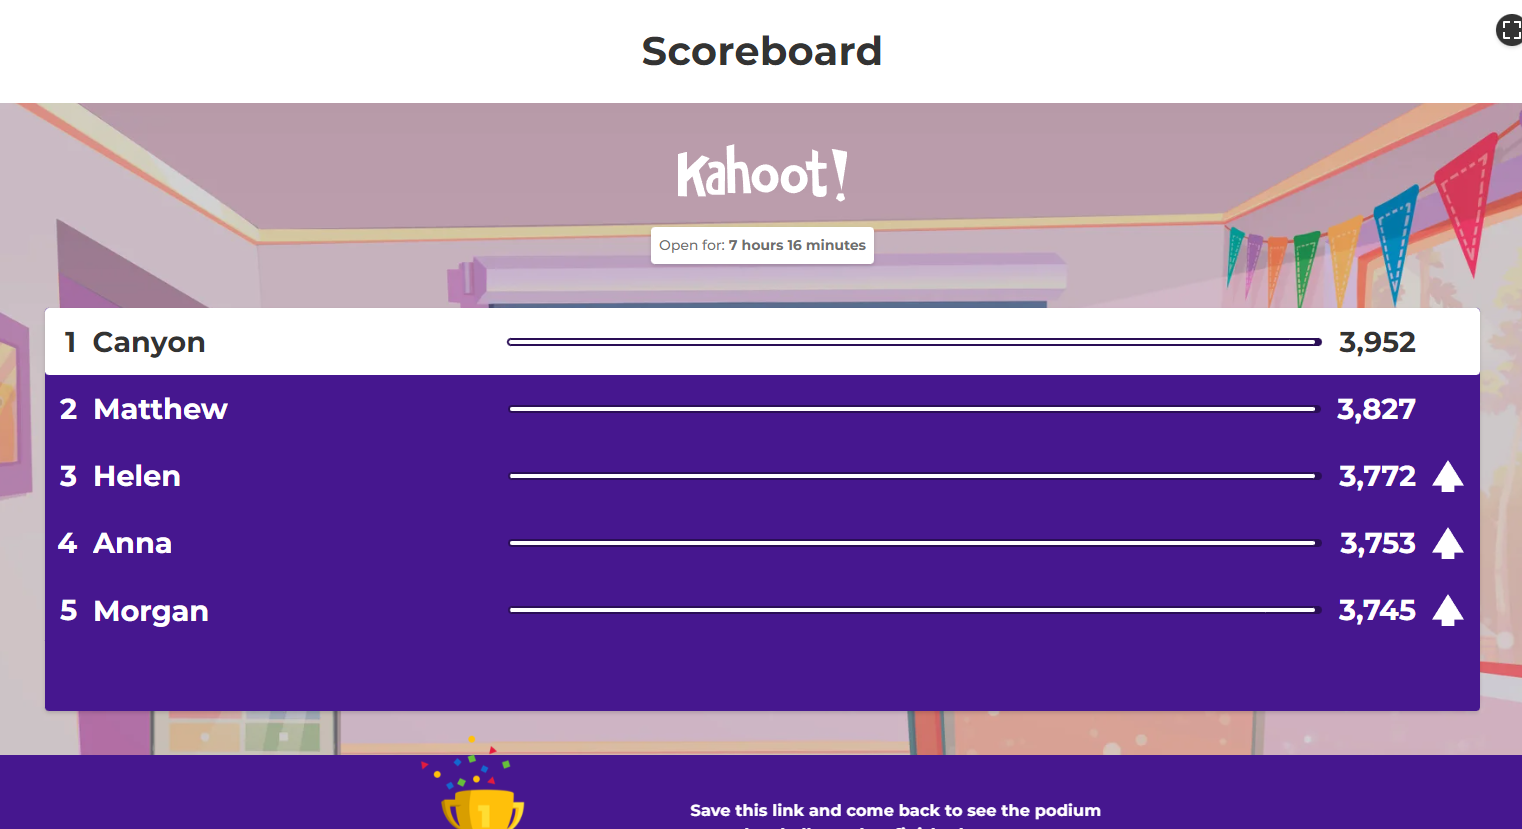 Scoreboard
Kahoot!
Open for: 7 hours 16 minutes
1 Canyon 3,952
2 Matthew 3,827
3 Helen 3,772
4 Anna 3,753
5 Morgan 3,745
1
Save this link and come back to see the podium